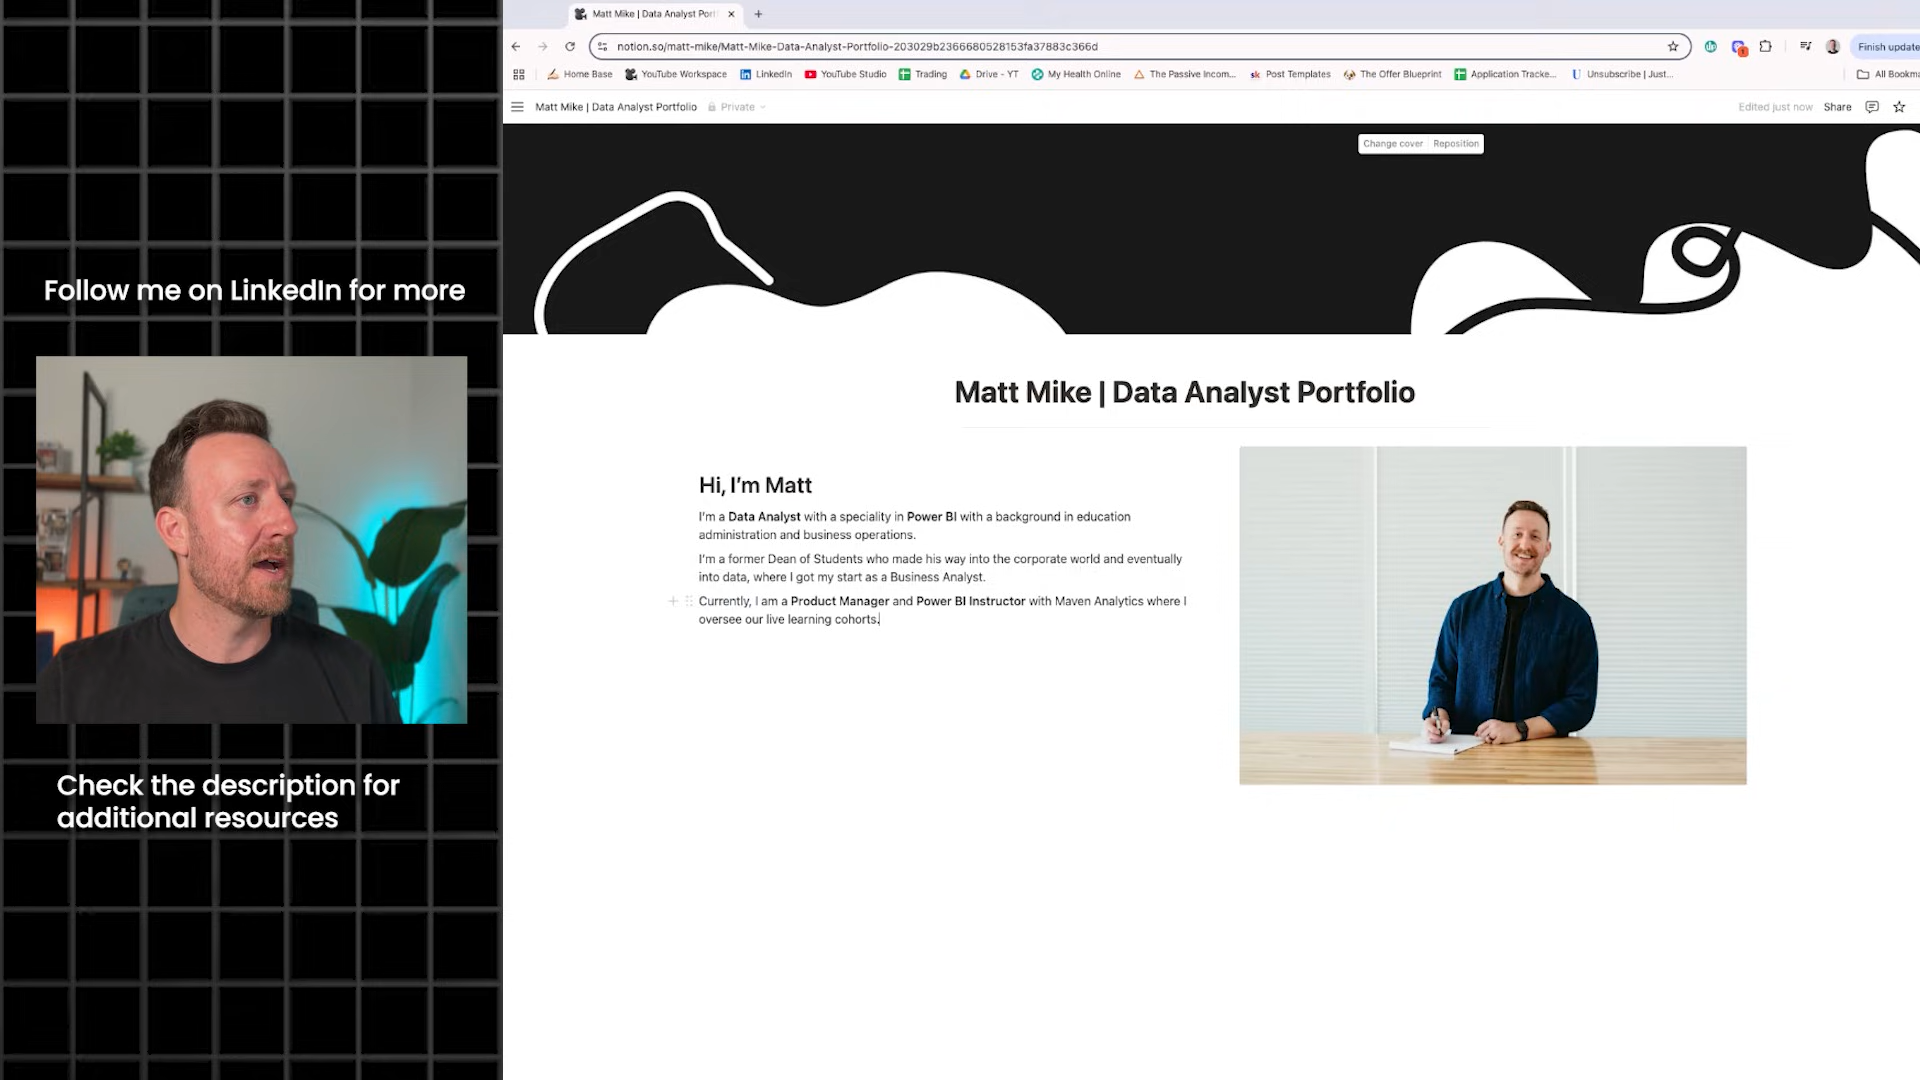 Matt Mike | Data Analyst Port
notion.so/matt-mike/Matt-Mike-Data-Analyst-Portfolio-203029b2366680528153fa37883c366d
Finish update
Home Base
YouTube Workspace
LinkedIn
YouTube Studio
Trading
Drive - YT
My Health Online
The Passive Incom...
sk Post Templates
The Offer Blueprint
Application Tracke...
U Unsubscribe | Just...
All Bookma
Matt Mike | Data Analyst Portfolio
Private
Edited just now
Share
Change cover
Reposition
Follow me on LinkedIn for more
Matt Mike | Data Analyst Portfolio
Hi, I'm Matt
I'm a Data Analyst with a speciality in Power BI with a background in education
administration and business operations.
I'm a former Dean of Students who made his way into the corporate world and eventually
into data, where I got my start as a Business Analyst.
Currently, I am a Product Manager and Power BI Instructor with Maven Analytics where I
oversee our live learning cohorts.
Check the description for
additional resources